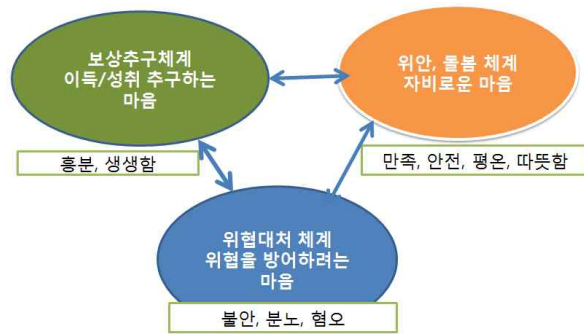 보상추구체계
이득/성취 추구하는
마음
위안, 돌봄 체계
자비로운 마음
흥분, 생생함
만족, 안전, 평온, 따뜻함
위협대처 체계
위협을 방어하려는
마음
불안, 분노, 혐오